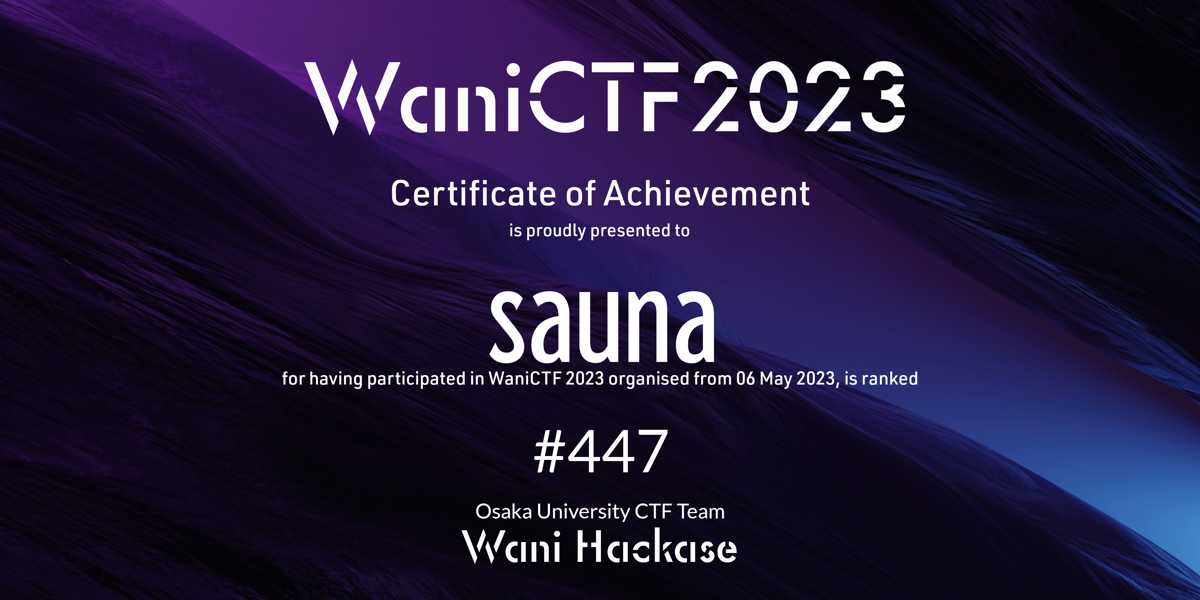 WaniCTF2023
Certificate of Achievement
is proudly presented to
sauna
for having participated in WaniCTF 2023 organised from 06 May 2023, is ranked
#447
Osaka University CTF Team
Wani Hackase